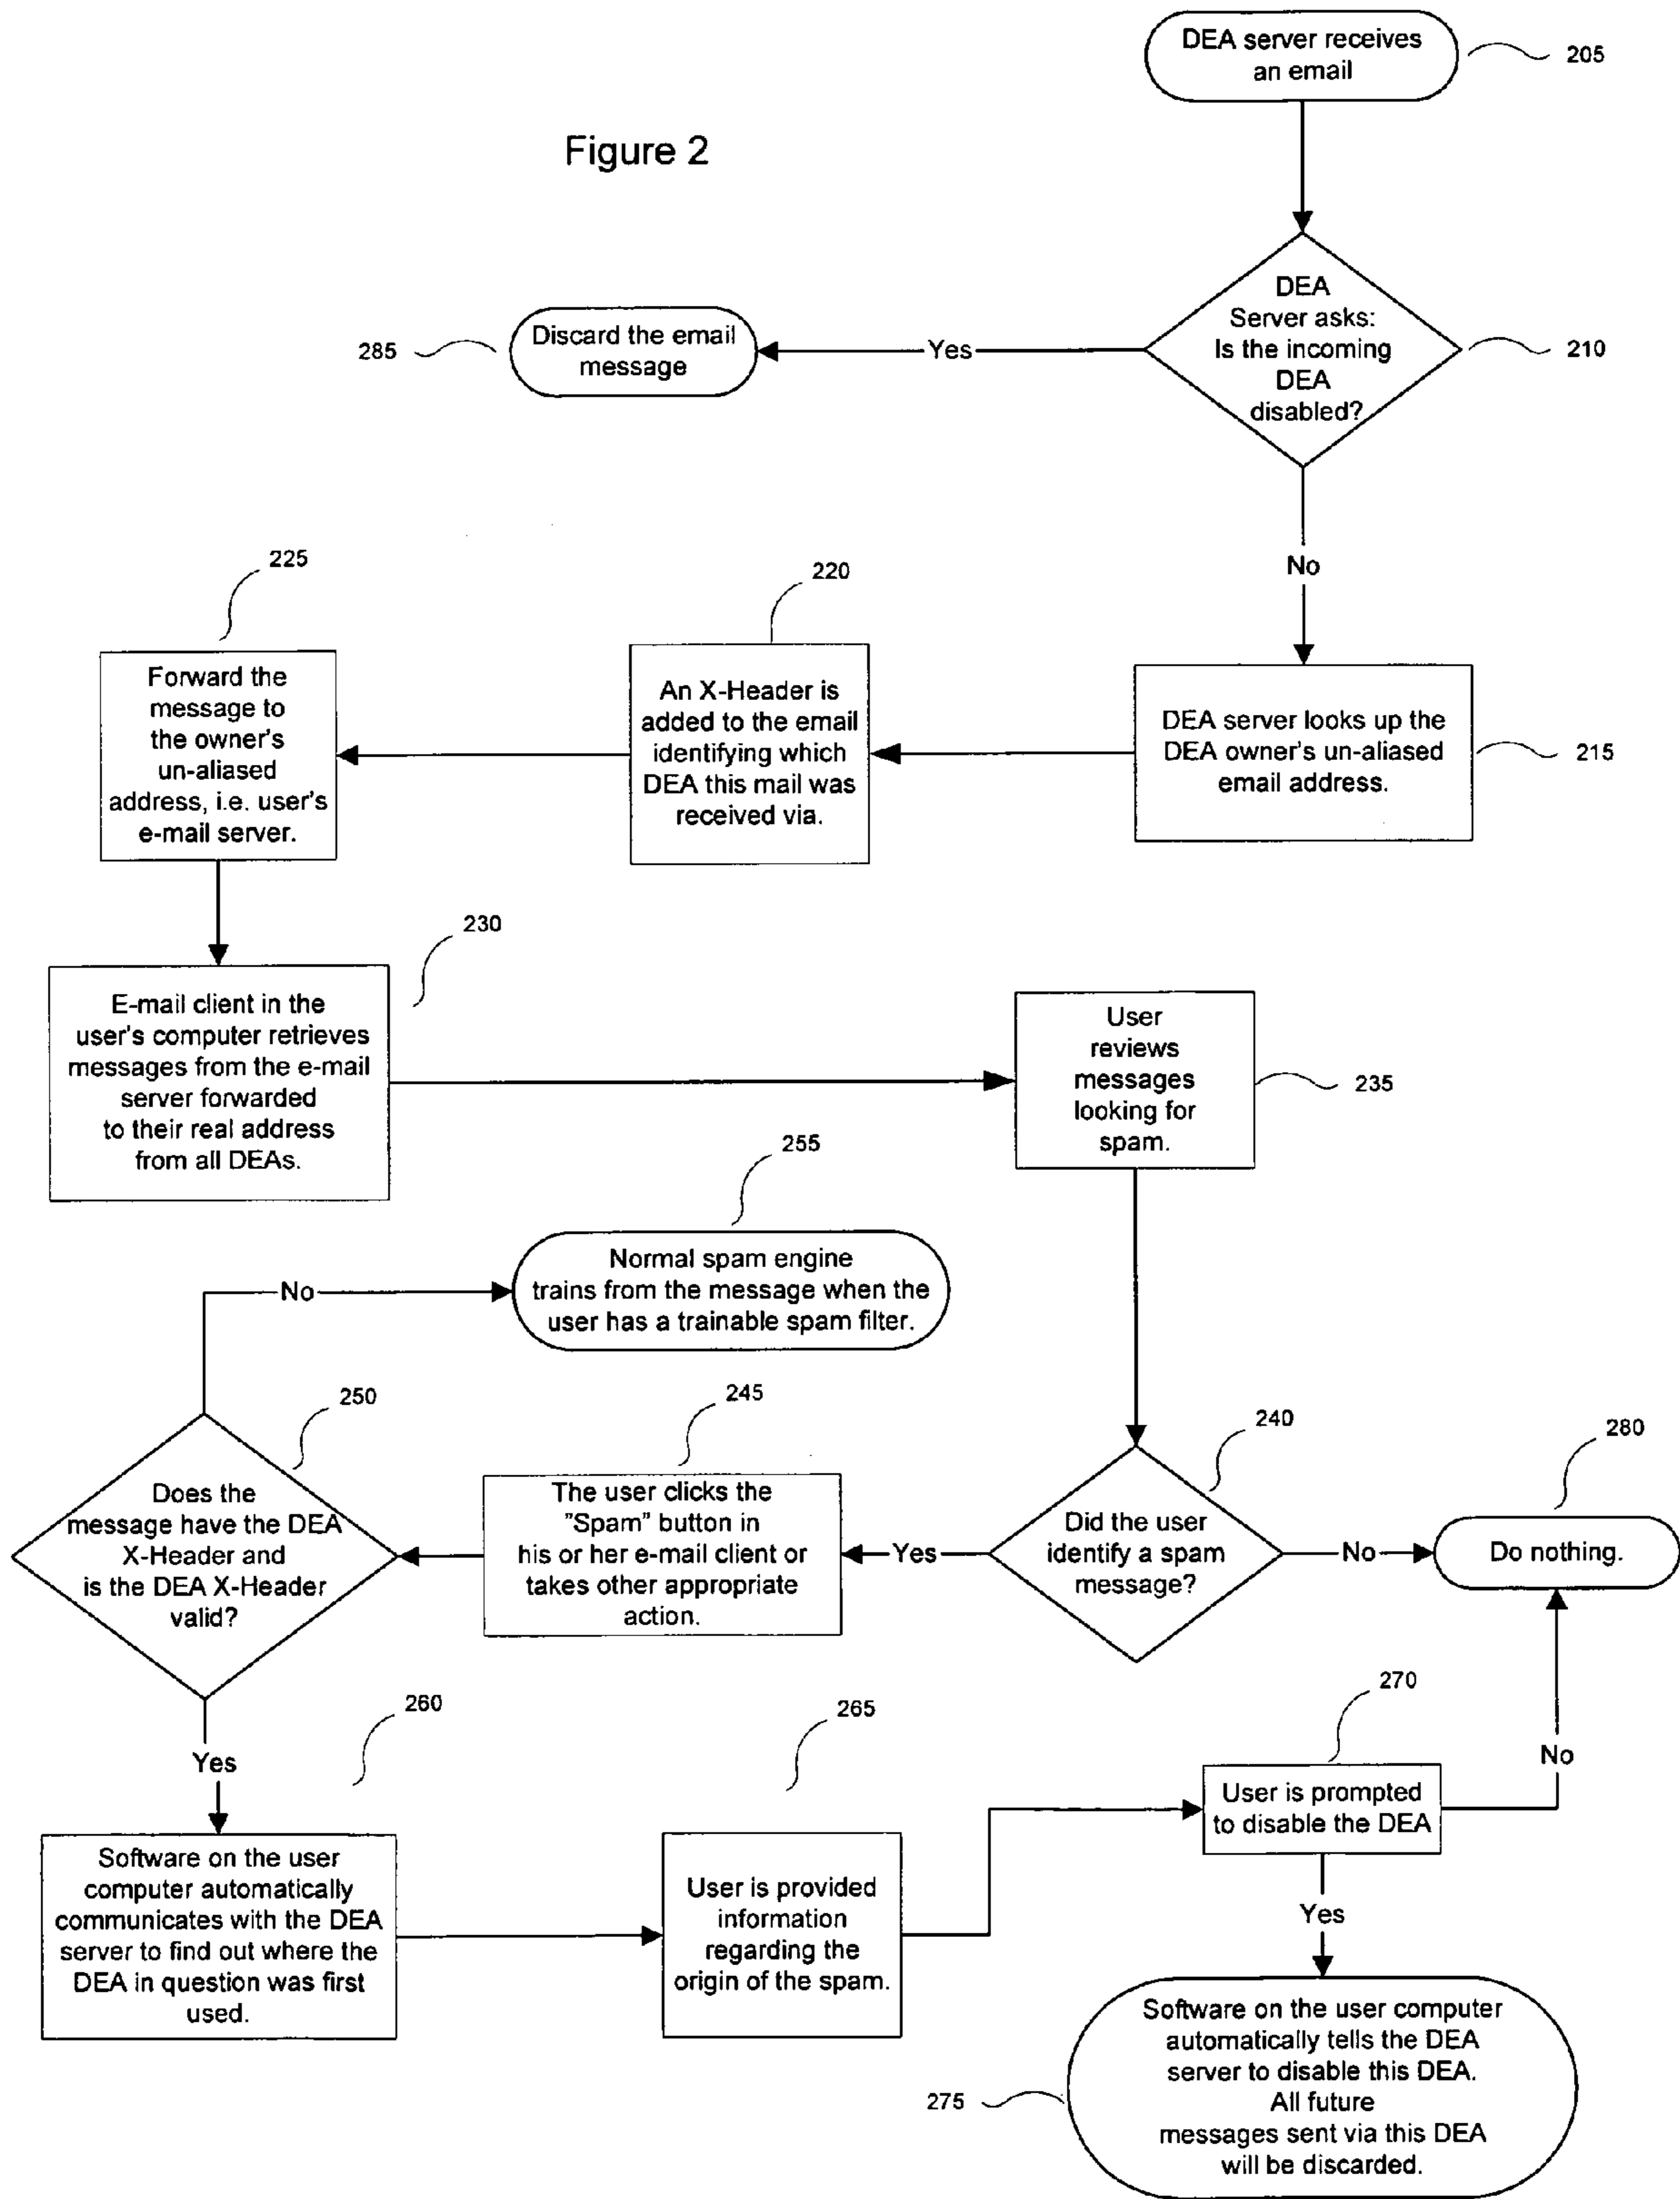 DEA server receives
an email
205
Figure 2
DEA
Server asks:
Is the incoming
DEA
disabled?
210
Yes
Discard the email
message
285
No
DEA server looks up the
DEA owner's un-aliased
email address.
215
220
An X-Header is
added to the email
identifying which
DEA this mail was
received via.
225
Forward the
message to
the owner's
un-aliased
address, i.e. user's
e-mail server.
230
E-mail client in the
user's computer retrieves
messages from the e-mail
server forwarded
to their real address
from all DEAs.
User
reviews
messages
looking for
spam.
235
255
Normal spam engine
trains from the message when the
user has a trainable spam filter.
No
240
Did the user
identify a spam
message?
No
280
Do nothing.
Yes
245
The user clicks the
"Spam" button in
his or her e-mail client or
takes other appropriate
action.
250
Does the
message have the DEA
X-Header and
is the DEA X-Header
valid?
Yes
260
Software on the user
computer automatically
communicates with the DEA
server to find out where the
DEA in question was first
used.
265
User is provided
information
regarding the
origin of the spam.
270
User is prompted
to disable the DEA
No
Yes
Software on the user computer
automatically tells the DEA
server to disable this DEA.
All future
messages sent via this DEA
will be discarded.
275